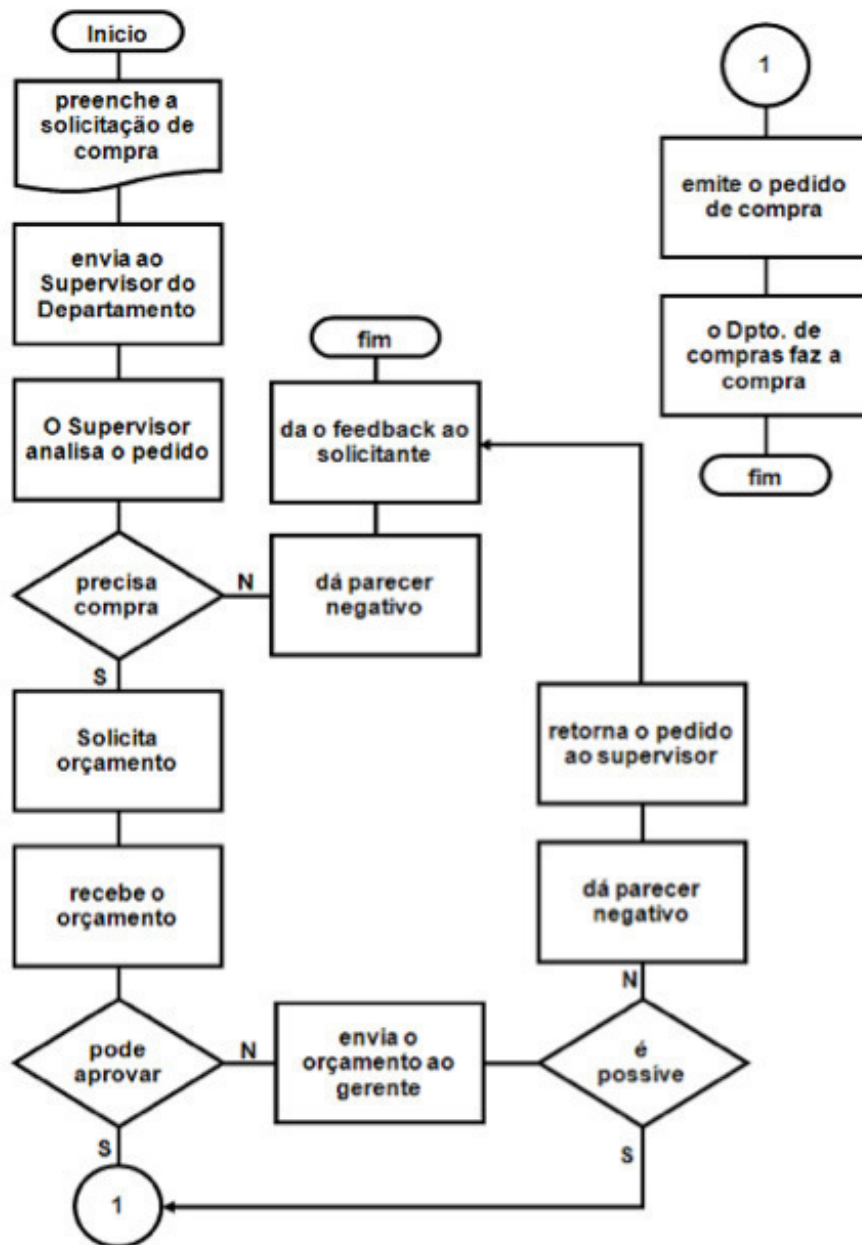 Inicio
preenche a
solicitação de
compra
envia ao
Supervisor do
Departamento
O Supervisor
analisa o pedido
precisa
compra
N
S
fim
da o feedback ao
solicitante
dá parecer
negativo
Solicita
orçamento
recebe o
orçamento
pode
aprovar
N
S
envia o
orçamento ao
gerente
é
possive
N
S
dá parecer
negativo
retorna o pedido
ao supervisor
1
1
emite o pedido
de compra
o Dpto. de
compras faz a
compra
fim